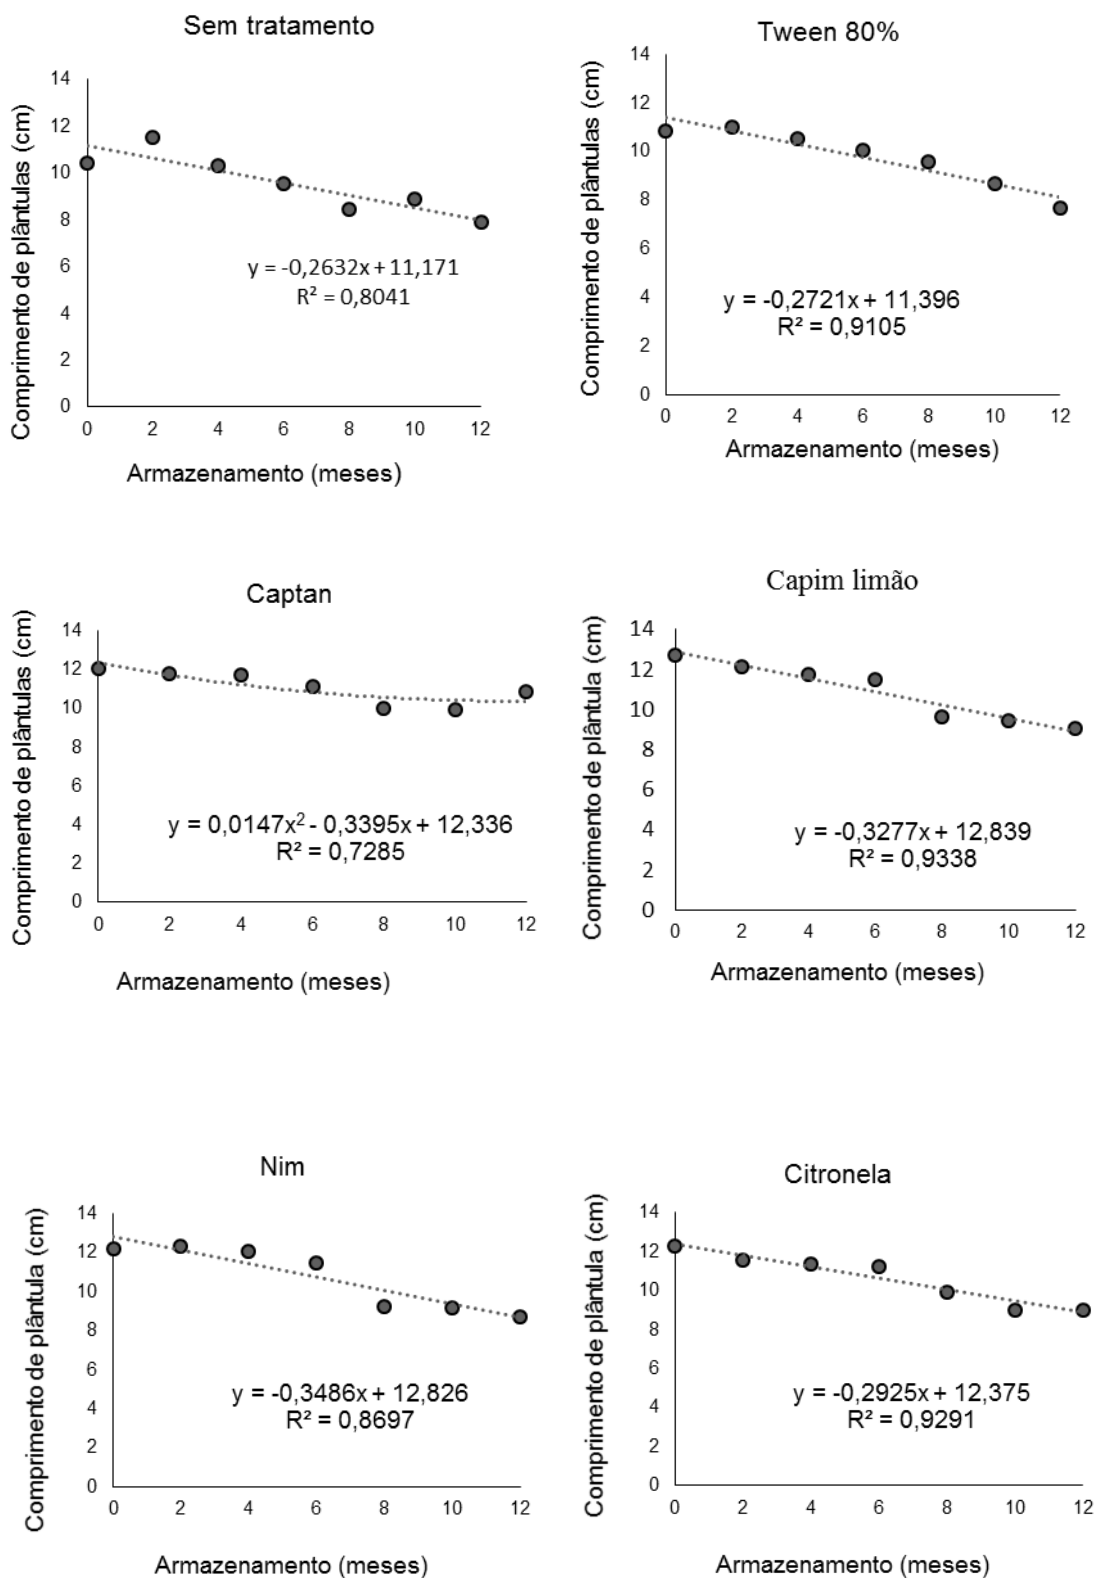 Sem tratamento
Comprimento de plântulas (cm)
14
12
10
8
6
4
2
0
y = -0,2632x + 11,171
R² = 0,8041
0 2 4 6 8 10 12
Armazenamento (meses)
Tween 80%
Comprimento de plântulas (cm)
14
12
10
8
6
4
2
0
y = -0,2721x + 11,396
R² = 0,9105
0 2 4 6 8 10 12
Armazenamento (meses)
Captan
Comprimento de plântulas (cm)
14
12
10
8
6
4
2
0
y = 0,0147x² - 0,3395x + 12,336
R² = 0,7285
0 2 4 6 8 10 12
Armazenamento (meses)
Capim limão
Comprimento de plântula (cm)
14
12
10
8
6
4
2
0
y = -0,3277x + 12,839
R² = 0,9338
0 2 4 6 8 10 12
Armazenamento (meses)
Nim
Comprimento de plântula (cm)
14
12
10
8
6
4
2
0
y = -0,3486x + 12,826
R² = 0,8697
0 2 4 6 8 10 12
Armazenamento (meses)
Citronela
Comprimento de plântula (cm)
14
12
10
8
6
4
2
0
y = -0,2925x + 12,375
R² = 0,9291
0 2 4 6 8 10 12
Armazenamento (meses)